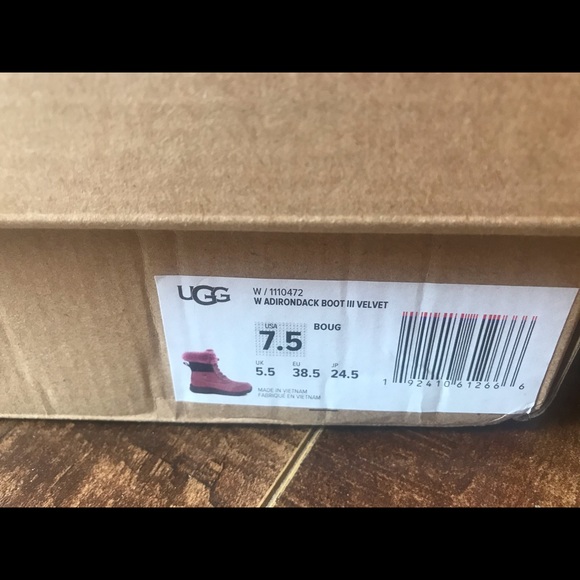 UGG
W / 1110472
W ADIRONDACK BOOT III VELVET
USA
7.5
BOUG
UK EU JP
5.5 38.5 24.5
MADE IN VIETNAM
FABRIQUE EN VIETNAM
1 92410 61266 6